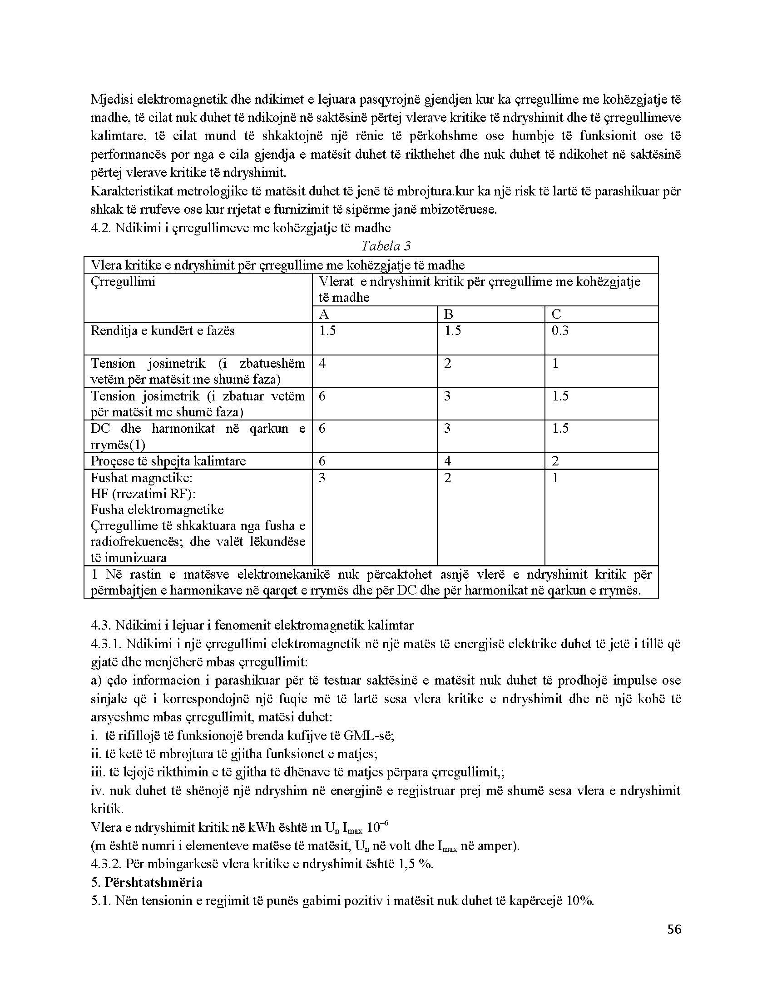 Mjedisi elektromagnetik dhe ndikimet e lejuara pasqyrojnë gjendjen kur ka çrregullime me kohëzgjatje të
madhe, të cilat nuk duhet të ndikojnë në saktësinë përtej vlerave kritike të ndryshimit dhe të çrregullimeve
kalimtare, të cilat mund të shkaktojnë një rënie të përkohshme ose humbje të funksionit ose të
performancës por nga e cila gjendja e matësit duhet të rikthehet dhe nuk duhet të ndikohet në saktësinë
përtej vlerave kritike të ndryshimit.
Karakteristikat metrologjike të matësit duhet të jenë të mbrojtura.kur ka një risk të lartë të parashikuar për
shkak të rrufeve ose kur rrjetat e furnizimit të sipërme janë mbizotëruese.
4.2. Ndikimi i çrregullimeve me kohëzgjatje të madhe
Tabela 3
Vlera kritike e ndryshimit për çrregullime me kohëzgjatje të madhe
Çrregullimi
Vlerat e ndryshimit kritik për çrregullime me kohëzgjatje
të madhe
A B C
Renditja e kundërt e fazës 1.5 1.5 0.3
Tension josimetrik (i zbatueshëm 4 2 1
vetëm për matësit me shumë faza)
Tension josimetrik (i zbatuar vetëm 6 3 1.5
për matësit me shumë faza)
DC dhe harmonikat në qarkun e 6 3 1.5
rrymës(1)
Proçese të shpejta kalimtare 6 4 2
Fushat magnetike: 3 2 1
HF (rrezatimi RF):
Fusha elektromagnetike
Çrregullime të shkaktuara nga fusha e
radiofrekuencës; dhe valët lëkundëse
të imunizuara
1 Në rastin e matësve elektromekanikë nuk përcaktohet asnjë vlerë e ndryshimit kritik për
përmbajtjen e harmonikave në qarqet e rrymës dhe për DC dhe për harmonikat në qarkun e rrymës.
4.3. Ndikimi i lejuar i fenomenit elektromagnetik kalimtar
4.3.1. Ndikimi i një çrregullimi elektromagnetik në një matës të energjisë elektrike duhet të jetë i tillë që
gjatë dhe menjëherë mbas çrregullimit:
a) çdo informacion i parashikuar për të testuar saktësinë e matësit nuk duhet të prodhojë impulse ose
sinjale që i korrespondojnë një fuqie më të lartë sesa vlera kritike e ndryshimit dhe në një kohë të
arsyeshme mbas çrregullimit, matësi duhet:
i. të rifillojë të funksionojë brenda kufijve të GML-së;
ii. të ketë të mbrojtura të gjitha funksionet e matjes;
iii. të lejojë rikthimin e të gjitha të dhënave të matjes përpara çrregullimit,;
iv. nuk duhet të shënojë një ndryshim në energjinë e regjistruar prej më shumë sesa vlera e ndryshimit
kritik.
Vlera e ndryshimit kritik në kWh është m Uₙ Imax 10⁻⁶
(m është numri i elementeve matëse të matësit, Uₙ në volt dhe Imax në amper).
4.3.2. Për mbingarkesë vlera kritike e ndryshimit është 1,5 %.
5. Përshtatshmëria
5.1. Nën tensionin e regjimit të punës gabimi pozitiv i matësit nuk duhet të kapërcejë 10%.
56